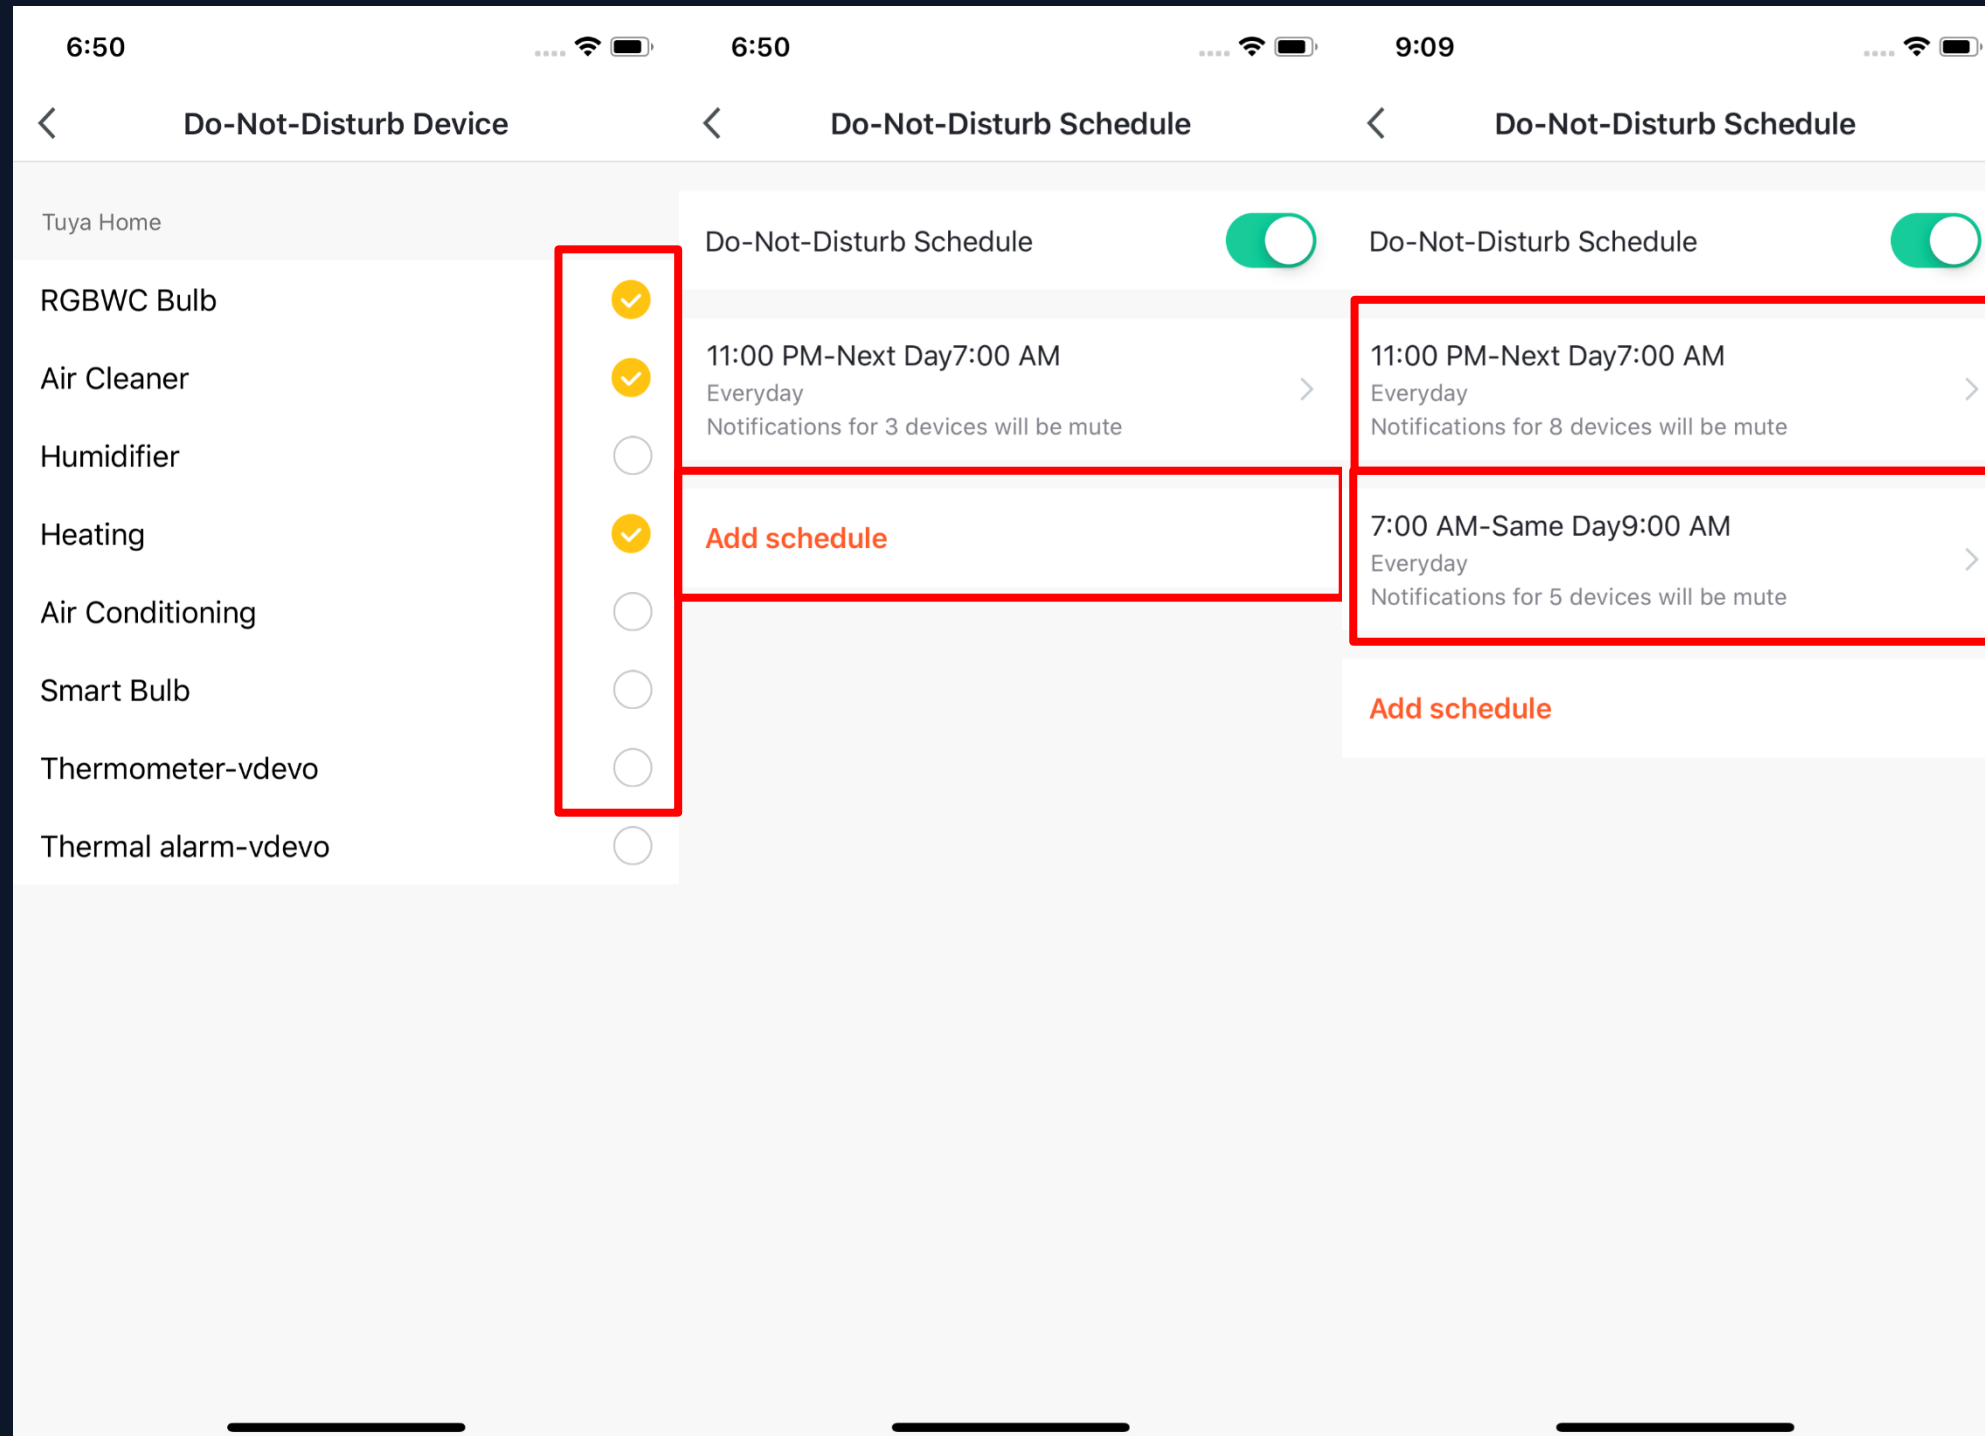 6:50
Do-Not-Disturb Device
Tuya Home
RGBWC Bulb
Air Cleaner
Humidifier
Heating
Air Conditioning
Smart Bulb
Thermometer-vdevo
Thermal alarm-vdevo
6:50
Do-Not-Disturb Schedule
Do-Not-Disturb Schedule
11:00 PM-Next Day7:00 AM
Everyday
Notifications for 3 devices will be mute
Add schedule
9:09
Do-Not-Disturb Schedule
Do-Not-Disturb Schedule
11:00 PM-Next Day7:00 AM
Everyday
Notifications for 8 devices will be mute
7:00 AM-Same Day9:00 AM
Everyday
Notifications for 5 devices will be mute
Add schedule